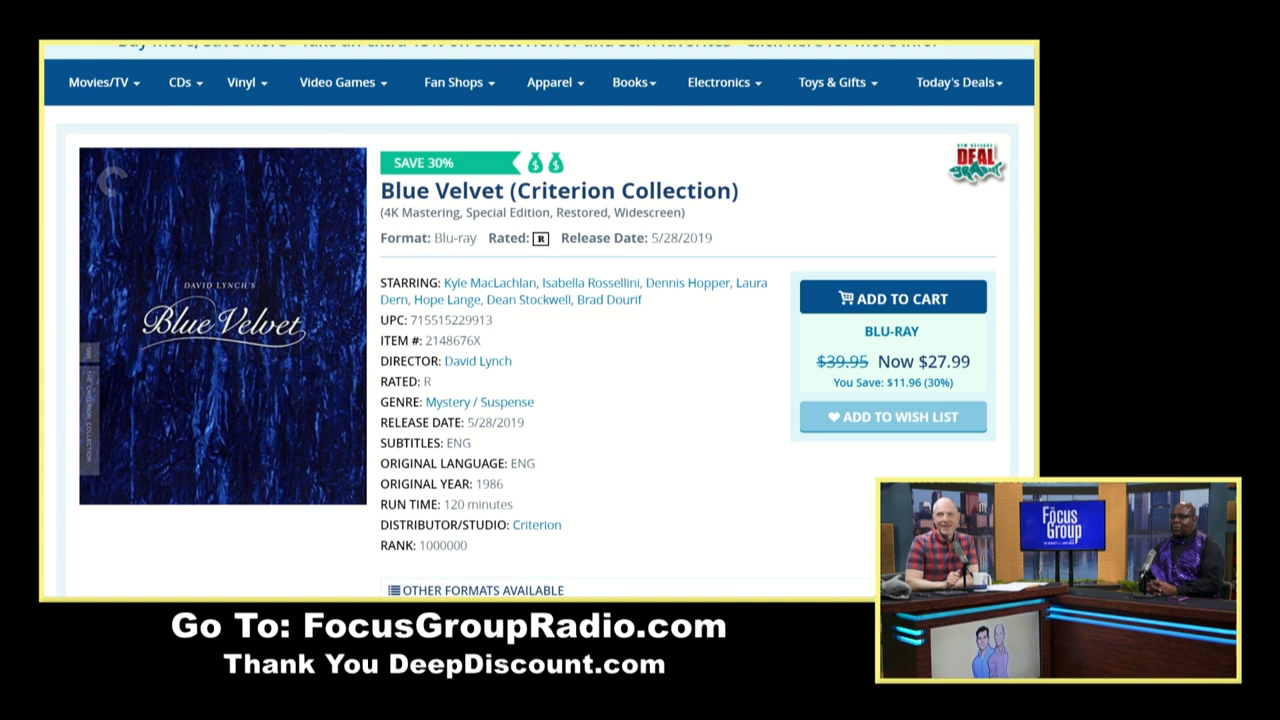 Movies/TV CDs Vinyl Video Games Fan Shops Apparel Books Electronics Toys & Gifts Today's Deals
SAVE 30%
NEW RELEASE
DEAL
Blue Velvet (Criterion Collection)
(4K Mastering, Special Edition, Restored, Widescreen)
Format: Blu-ray Rated: R Release Date: 5/28/2019
DAVID LYNCH'S
Blue Velvet
THE CRITERION COLLECTION
STARRING: Kyle MacLachlan, Isabella Rossellini, Dennis Hopper, Laura
Dern, Hope Lange, Dean Stockwell, Brad Dourif
UPC: 715515229913
ITEM #: 2148676X
DIRECTOR: David Lynch
RATED: R
GENRE: Mystery / Suspense
RELEASE DATE: 5/28/2019
SUBTITLES: ENG
ORIGINAL LANGUAGE: ENG
ORIGINAL YEAR: 1986
RUN TIME: 120 minutes
DISTRIBUTOR/STUDIO: Criterion
RANK: 1000000
OTHER FORMATS AVAILABLE
ADD TO CART
BLU-RAY
$39.95 Now $27.99
You Save: $11.96 (30%)
ADD TO WISH LIST
THE
Focus
Group
Go To: FocusGroupRadio.com
Thank You DeepDiscount.com